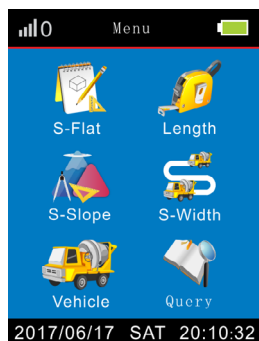 0 Menu
S-Flat Length
S-Slope S-Width
Vehicle Query
2017/06/17 SAT 20:10:32